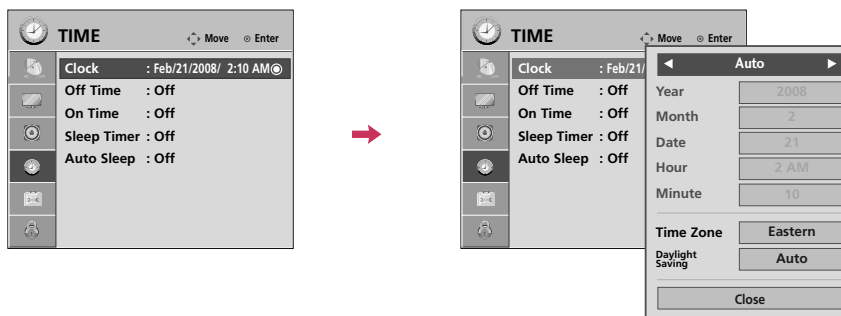 TIME
Move Enter
Clock : Feb/21/2008/ 2:10 AM
Off Time : Off
On Time : Off
Sleep Timer : Off
Auto Sleep : Off
TIME
Move Enter
Clock : Feb/21/
Off Time : Off
On Time : Off
Sleep Timer : Off
Auto Sleep : Off
Auto
Year 2008
Month 2
Date 21
Hour 2 AM
Minute 10
Time Zone Eastern
Daylight
Saving Auto
Close